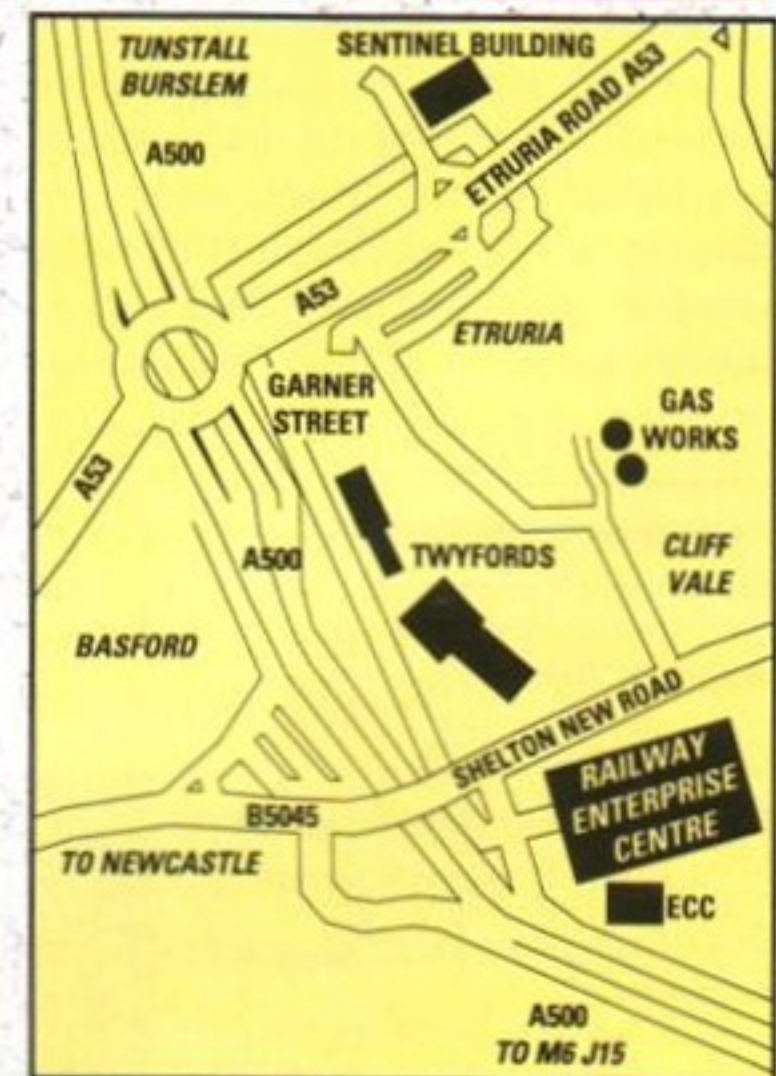 TUNSTALL
BURSLEM
SENTINEL BUILDING
A500
ETRURIA ROAD A53
A53
ETRURIA
GARNER
STREET
GAS
WORKS
A53
A500
TWYFORDS
CLIFF
VALE
BASFORD
SHELTON NEW ROAD
RAILWAY
ENTERPRISE
CENTRE
B5045
TO NEWCASTLE
ECC
A500
TO M6 J15